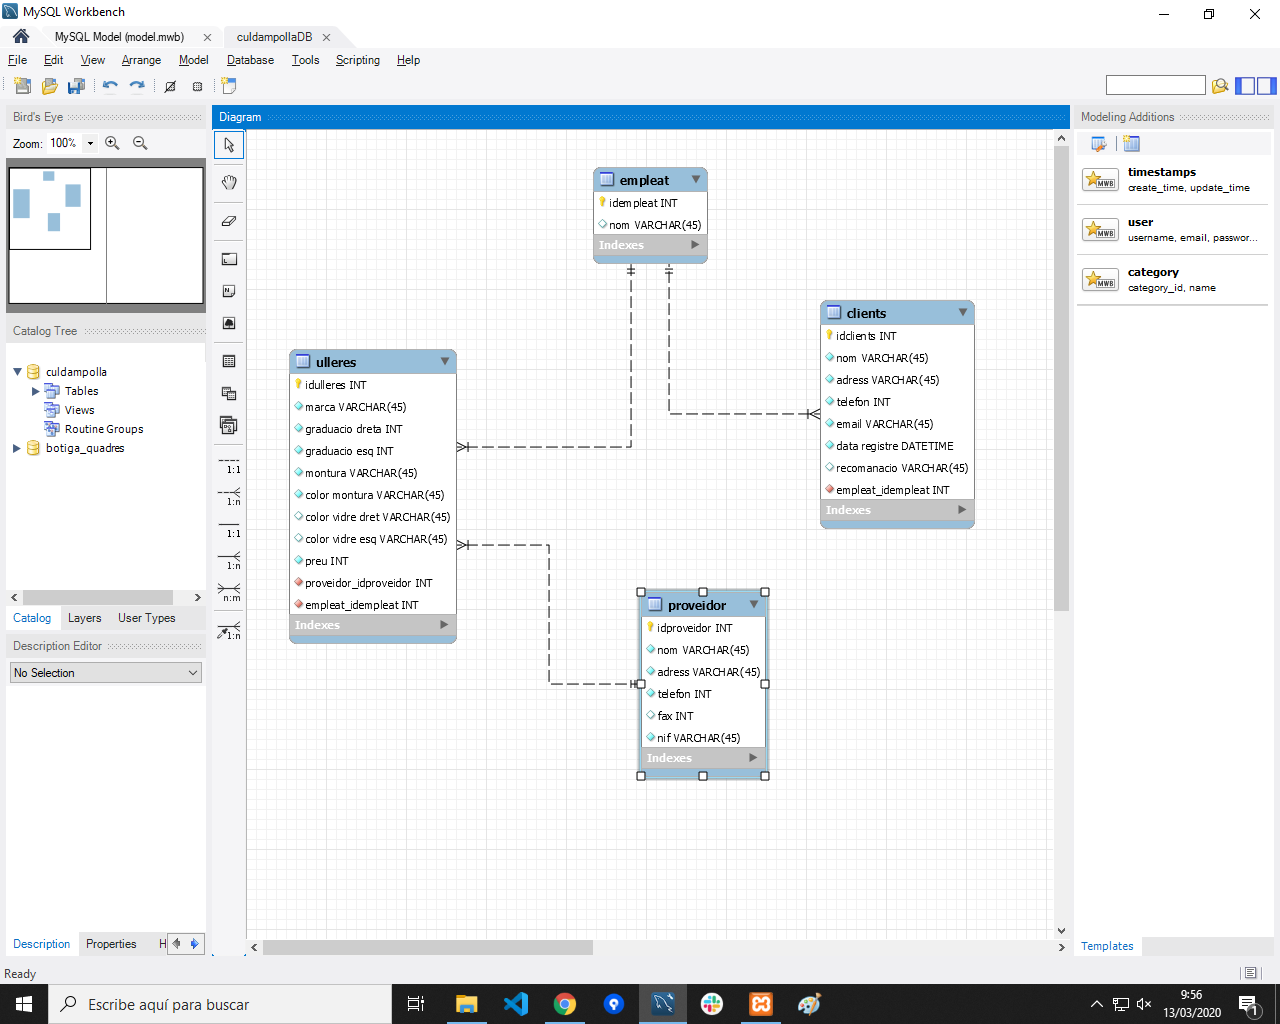 MySQL Workbench
MySQL Model (model.mwb)
culdampollaDB
File Edit View Arrange Model Database Tools Scripting Help
Bird's Eye
Zoom: 100%
Catalog Tree
culdampolla
Tables
Views
Routine Groups
botiga_quadres
Catalog Layers User Types
Description Editor
No Selection
Description Properties H
Ready
Diagram
1:1
1:n
1:1
1:n
n:m
1:n
empleat
idempleat INT
nom VARCHAR(45)
Indexes
ulleres
idulleres INT
marca VARCHAR(45)
graduacio dreta INT
graduacio esq INT
montura VARCHAR(45)
color montura VARCHAR(45)
color vidre dret VARCHAR(45)
color vidre esq VARCHAR(45)
preu INT
proveidor_idproveidor INT
empleat_idempleat INT
Indexes
clients
idclients INT
nom VARCHAR(45)
adress VARCHAR(45)
telefon INT
email VARCHAR(45)
data registre DATETIME
recomanacio VARCHAR(45)
empleat_idempleat INT
Indexes
proveidor
idproveidor INT
nom VARCHAR(45)
adress VARCHAR(45)
telefon INT
fax INT
nif VARCHAR(45)
Indexes
Modeling Additions
MWB
timestamps
create_time, update_time
MWB
user
username, email, passwor...
MWB
category
category_id, name
Templates
Escribe aquí para buscar
9:56
13/03/2020
1